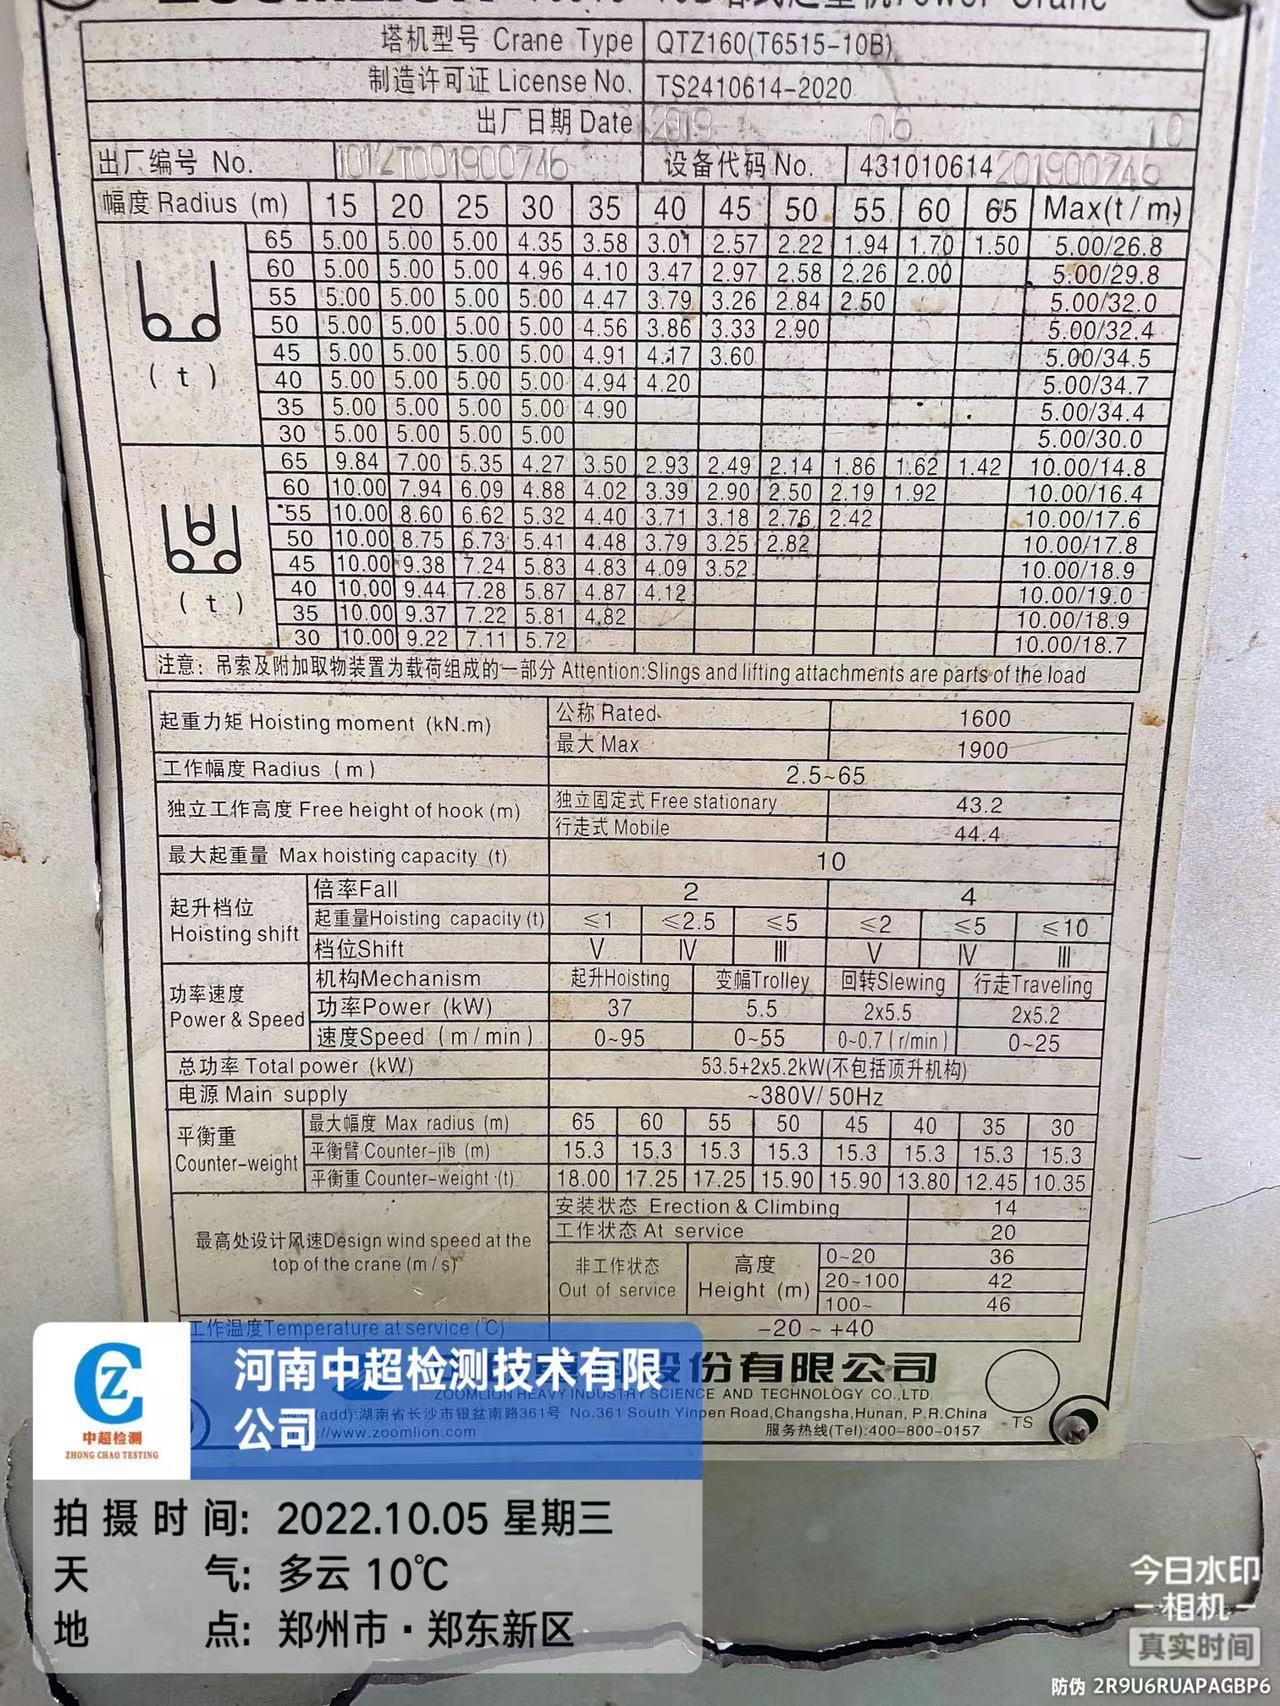 塔机型号 Crane Type QTZ160(T6515-10B)
制造许可证 License No. TS2410614-2020
出厂日期 Date 2019 06 10
出厂编号 No. 1012T001900746 设备代码 No. 431010614201900746
幅度 Radius (m) 15 20 25 30 35 40 45 50 55 60 65 Max(t/m)
65 5.00 5.00 5.00 4.35 3.58 3.01 2.57 2.22 1.94 1.70 1.50 5.00/26.8
60 5.00 5.00 5.00 4.96 4.10 3.47 2.97 2.58 2.26 2.00 5.00/29.8
55 5.00 5.00 5.00 5.00 4.47 3.79 3.26 2.84 2.50 5.00/32.0
50 5.00 5.00 5.00 5.00 4.56 3.86 3.33 2.90 5.00/32.4
45 5.00 5.00 5.00 5.00 4.91 4.17 3.60 5.00/34.5
(t) 40 5.00 5.00 5.00 5.00 4.94 4.20 5.00/34.7
35 5.00 5.00 5.00 5.00 4.90 5.00/34.4
30 5.00 5.00 5.00 5.00 5.00/30.0
65 9.84 7.00 5.35 4.27 3.50 2.93 2.49 2.14 1.86 1.62 1.42 10.00/14.8
60 10.00 7.94 6.09 4.88 4.02 3.39 2.90 2.50 2.19 1.92 10.00/16.4
55 10.00 8.60 6.62 5.32 4.40 3.71 3.18 2.76 2.42 10.00/17.6
50 10.00 8.75 6.73 5.41 4.48 3.79 3.25 2.82 10.00/17.8
45 10.00 9.38 7.24 5.83 4.83 4.09 3.52 10.00/18.9
(t) 40 10.00 9.44 7.28 5.87 4.87 4.12 10.00/19.0
35 10.00 9.37 7.22 5.81 4.82 10.00/18.9
30 10.00 9.22 7.11 5.72 10.00/18.7
注意：吊索及附加取物装置为载荷组成的一部分 Attention:Slings and lifting attachments are parts of the load
起重力矩 Hoisting moment (kN.m) 公称 Rated 1600
最大 Max 1900
工作幅度 Radius (m) 2.5~65
独立工作高度 Free height of hook (m) 独立固定式 Free stationary 43.2
行走式 Mobile 44.4
最大起重量 Max hoisting capacity (t) 10
起升档位 Hoisting shift 倍率Fall 2 4
起重量Hoisting capacity(t) ≤1 ≤2.5 ≤5 ≤2 ≤5 ≤10
档位Shift Ⅴ Ⅳ Ⅲ Ⅴ Ⅳ Ⅲ
功率速度 Power & Speed 机构Mechanism 起升Hoisting 变幅Trolley 回转Slewing 行走Traveling
功率Power (kW) 37 5.5 2x5.5 2x5.2
速度Speed (m/min) 0~95 0~55 0~0.7(r/min) 0~25
总功率 Total power (kW) 53.5+2x5.2kW(不包括顶升机构)
电源 Main supply ~380V/50Hz
平衡重 Counter-weight 最大幅度 Max radius (m) 65 60 55 50 45 40 35 30
平衡臂 Counter-jib (m) 15.3 15.3 15.3 15.3 15.3 15.3 15.3 15.3
平衡重 Counter-weight (t) 18.00 17.25 17.25 15.90 15.90 13.80 12.45 10.35
最高处设计风速Design wind speed at the top of the crane (m/s) 安装状态 Erection & Climbing 14
工作状态 At service 20
非工作状态 Out of service 高度 Height (m) 0~20 36
20~100 42
100~ 46
工作温度Temperature at service (℃) -20 ~ +40
股份有限公司
ZOOMLION HEAVY INDUSTRY SCIENCE AND TECHNOLOGY CO.,LTD.
(add):湖南省长沙市银盆南路361号 No.361 South Yinpen Road,Changsha,Hunan, P.R.China
://www.zoomlion.com 服务热线(Tel):400-800-0157
TS
CZ
中超检测
ZHONG CHAO TESTING
河南中超检测技术有限
公司
拍摄时间: 2022.10.05 星期三
天气: 多云 10℃
地点: 郑州市·郑东新区
今日水印
相机
真实时间
防伪 2R9U6RUAPAGBP6